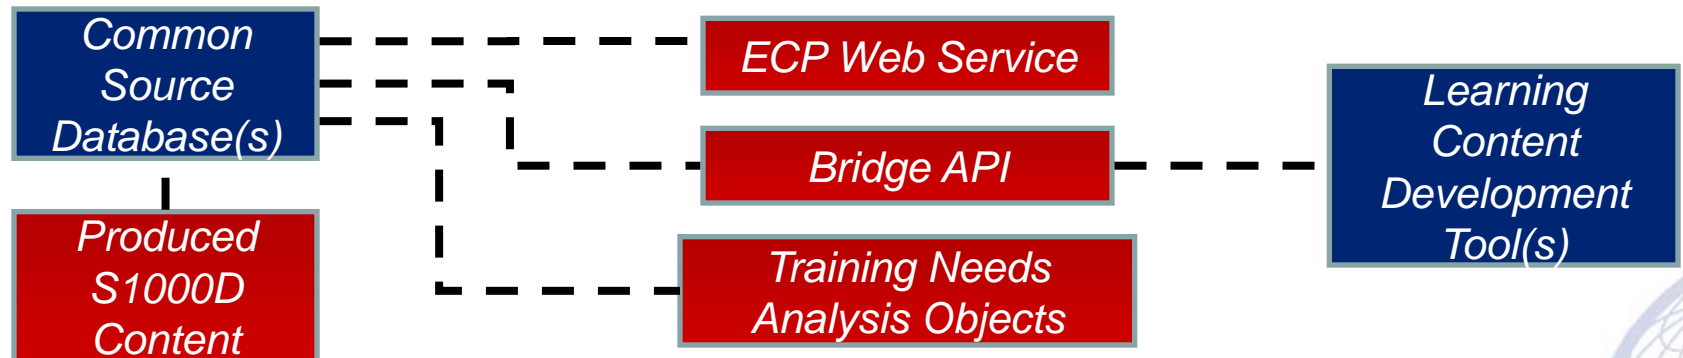 Common
Source
Database(s)
Produced
S1000D
Content
ECP Web Service
Bridge API
Training Needs
Analysis Objects
Learning
Content
Development
Tool(s)